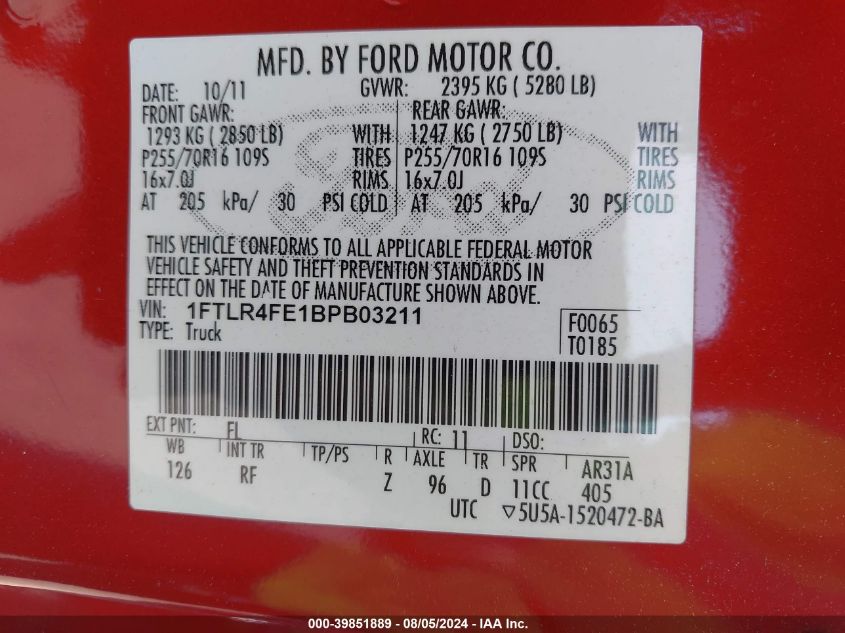 MFD. BY FORD MOTOR CO.
DATE: 10/11 GVWR: 2395 KG ( 5280 LB)
FRONT GAWR: REAR GAWR:
1293 KG ( 2850 LB) WITH 1247 KG ( 2750 LB) WITH
P255/70R16 109S TIRES P255/70R16 109S TIRES
16x7.0J RIMS 16x7.0J RIMS
AT 205 kPa/ 30 PSI COLD AT 205 kPa/ 30 PSI COLD
Ford
THIS VEHICLE CONFORMS TO ALL APPLICABLE FEDERAL MOTOR
VEHICLE SAFETY AND THEFT PREVENTION STANDARDS IN
EFFECT ON THE DATE OF MANUFACTURE SHOWN ABOVE.
VIN: 1FTLR4FE1BPB03211 F0065
TYPE: Truck T0185
EXT PNT: FL RC: 11 DSO:
WB INT TR TP/PS R AXLE TR SPR AR31A
126 RF Z 96 D 11CC 405
UTC ▽5U5A-1520472-BA
000-39851889 - 08/05/2024 - IAA Inc.